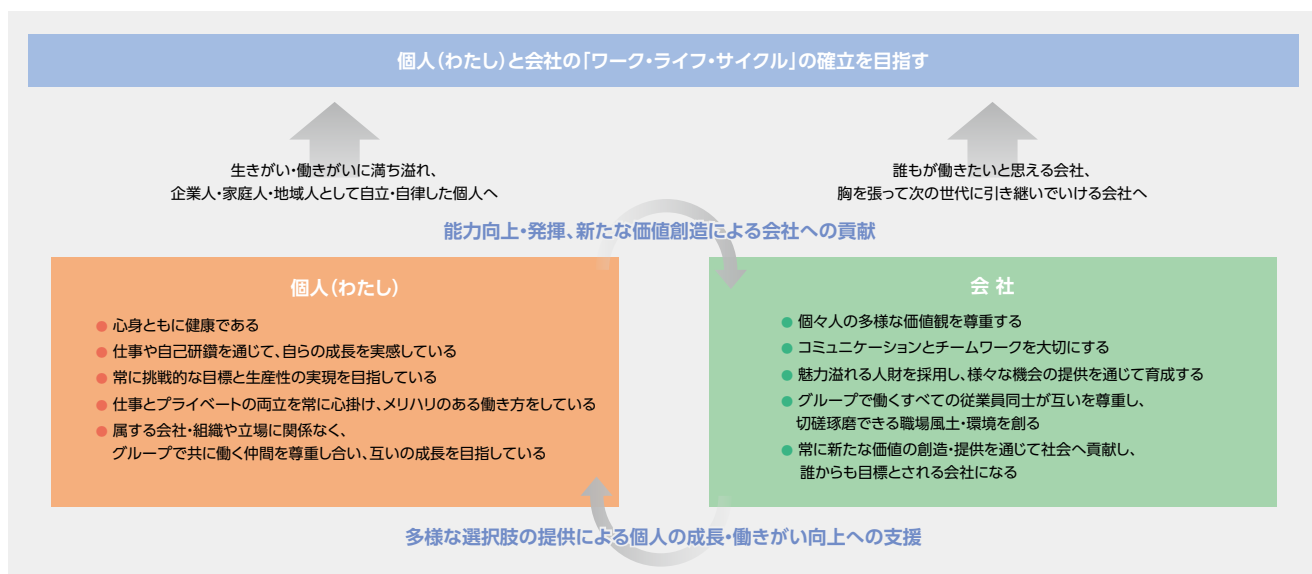 個人(わたし)と会社の「ワーク・ライフ・サイクル」の確立を目指す
生きがい・働きがいに満ち溢れ、
企業人・家庭人・地域人として自立・自律した個人へ
誰もが働きたいと思える会社、
胸を張って次の世代に引き継いでいける会社へ
能力向上・発揮、新たな価値創造による会社への貢献
個人(わたし)
● 心身ともに健康である
● 仕事や自己研鑽を通じて、自らの成長を実感している
● 常に挑戦的な目標と生産性の実現を目指している
● 仕事とプライベートの両立を常に心掛け、メリハリのある働き方をしている
● 属する会社・組織や立場に関係なく、
グループで共に働く仲間を尊重し合い、互いの成長を目指している
会 社
● 個々人の多様な価値観を尊重する
● コミュニケーションとチームワークを大切にする
● 魅力溢れる人財を採用し、様々な機会の提供を通じて育成する
● グループで働くすべての従業員同士が互いを尊重し、
切磋琢磨できる職場風土・環境を創る
● 常に新たな価値の創造・提供を通じて社会へ貢献し、
誰からも目標とされる会社になる
多様な選択肢の提供による個人の成長・働きがい向上への支援